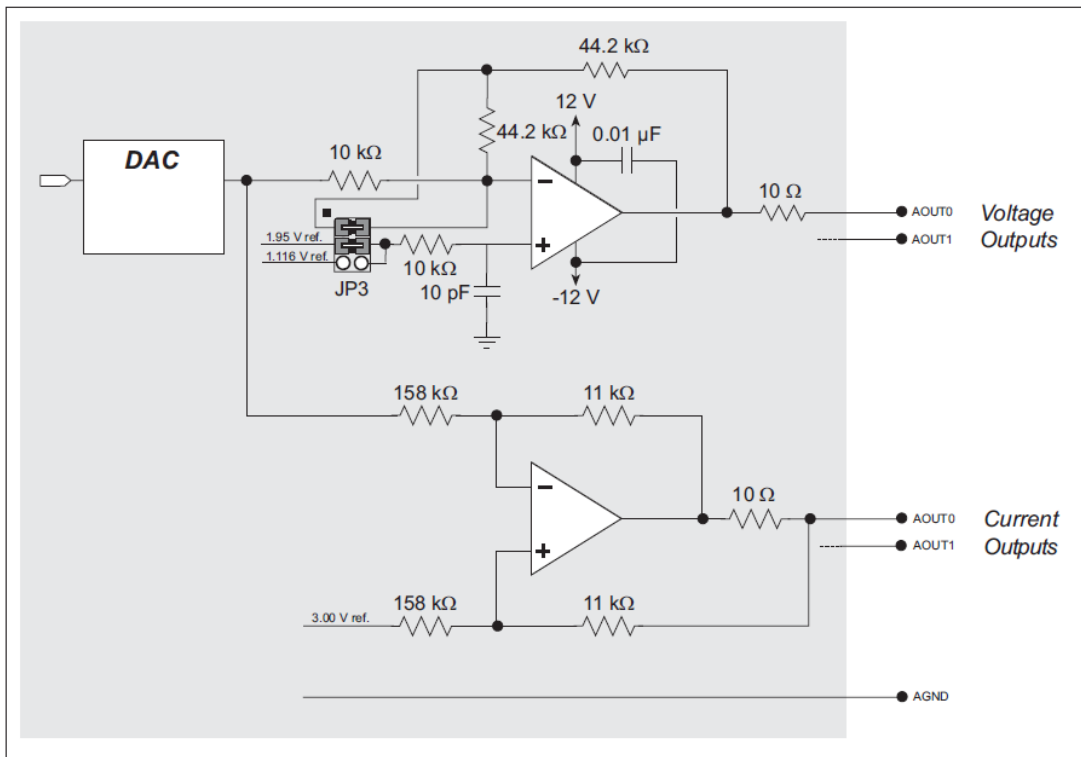 44.2 kΩ
12 V
44.2 kΩ
0.01 µF
DAC
10 kΩ
10 Ω
AOUT0
Voltage
Outputs
AOUT1
1.95 V ref.
1.116 V ref.
10 kΩ
JP3
10 pF
-12 V
158 kΩ
11 kΩ
10 Ω
AOUT0
Current
Outputs
AOUT1
158 kΩ
11 kΩ
3.00 V ref.
AGND